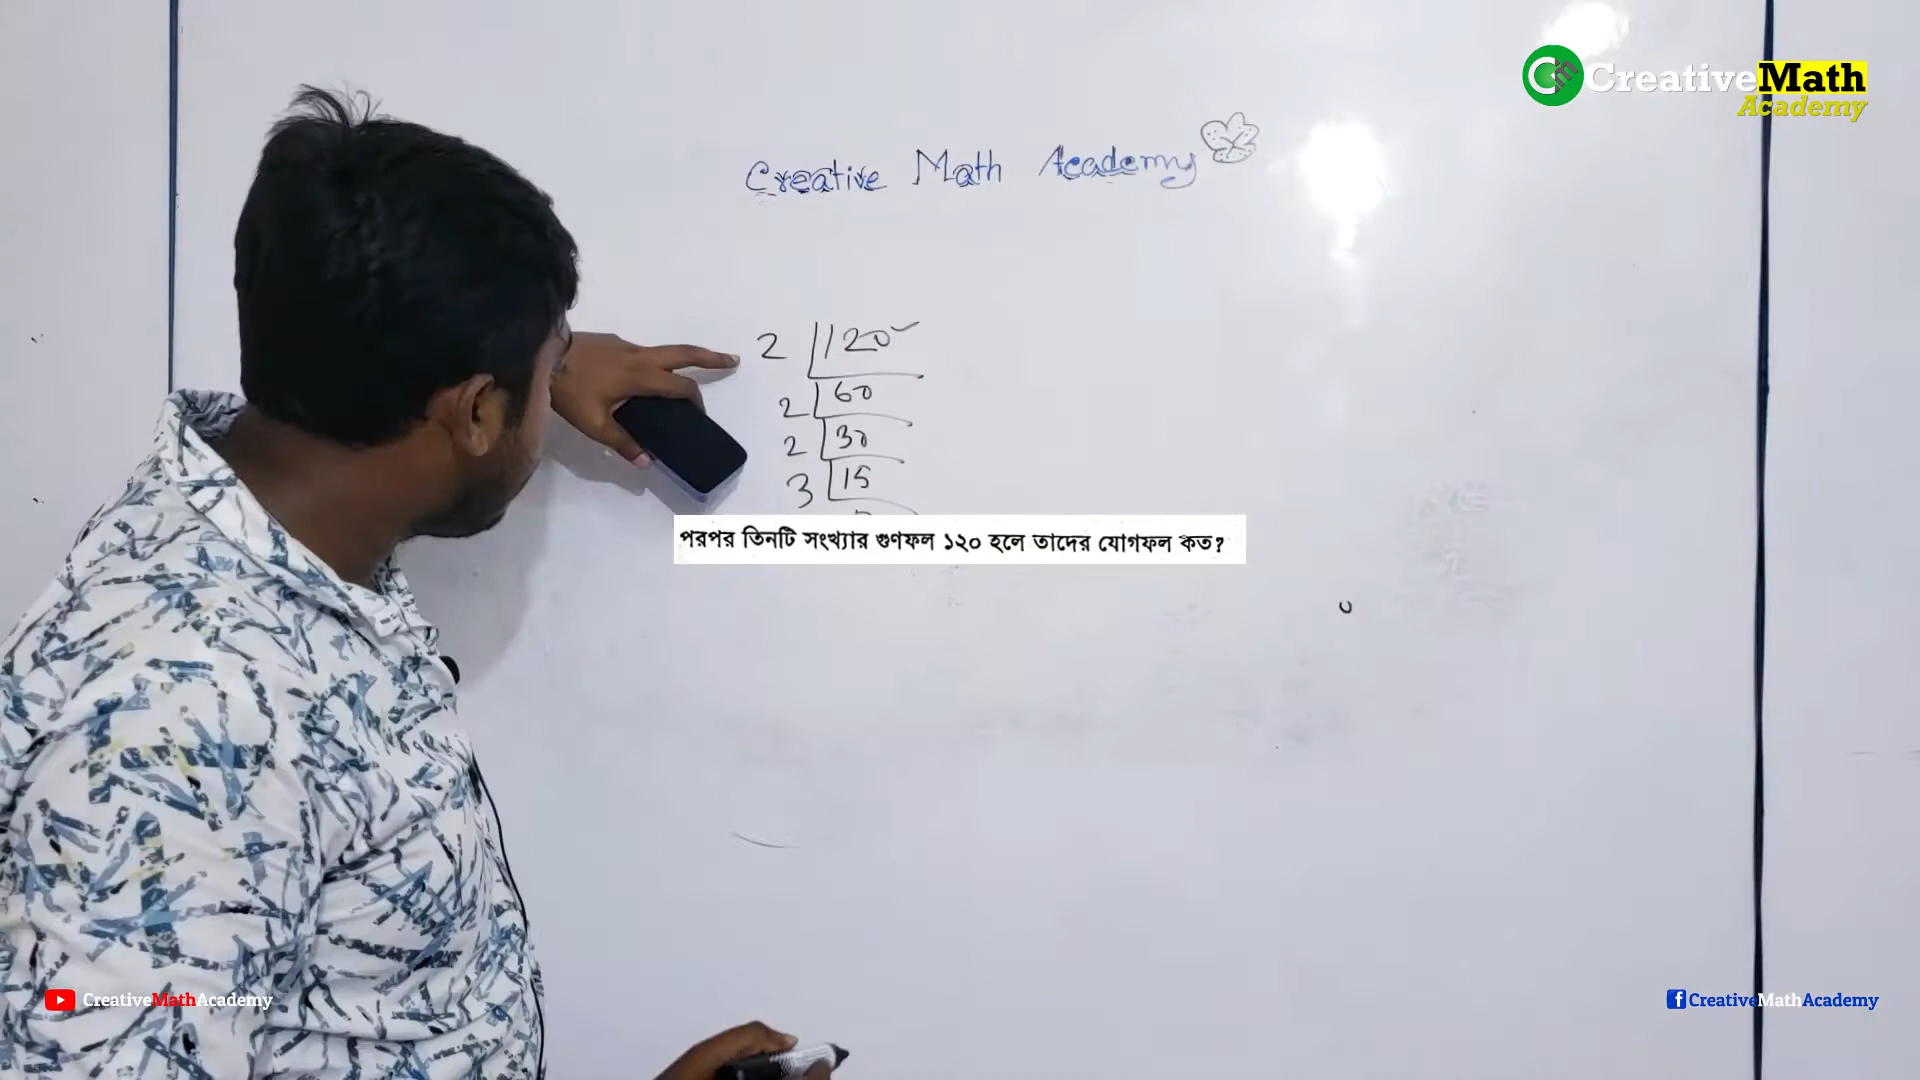 CreativeMath
Academy
Creative Math Academy
2 120
2 60
2 30
3 15
পরপর তিনটি সংখ্যার গুণফল ১২০ হলে তাদের যোগফল কত?
CreativeMathAcademy
CreativeMathAcademy